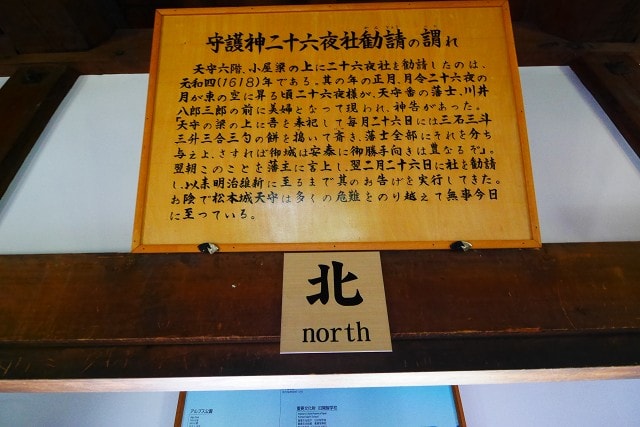 守護神二十六夜社勧請の謂れ
天守六階、小屋梁の上に二十六夜社を勧請したのは、
元和四(1618)年である。其の年の正月、月令二十六夜の
月が東の空に昇る頃二十六夜様が、天守番の藩士、川井
八郎三郎の前に美婦となって現われ、神告があった。
「天守の梁の上に吾を奉祀して毎月二十六日には三石三斗
三升三合三勺の餅を搗いて斎き、藩士全部にそれを分ち
与え上、さすれば御城は安泰に御勝手向きは豊なるぞ」。
翌朝このことを藩主に言上し、翌二月二十六日に社を勧請
し、以来明治維新に至るまで其のお告げを実行してきた。
お陰で松本城天守は多くの危難をのり越えて無事今日
に至っている。
北
north
アルプス公園